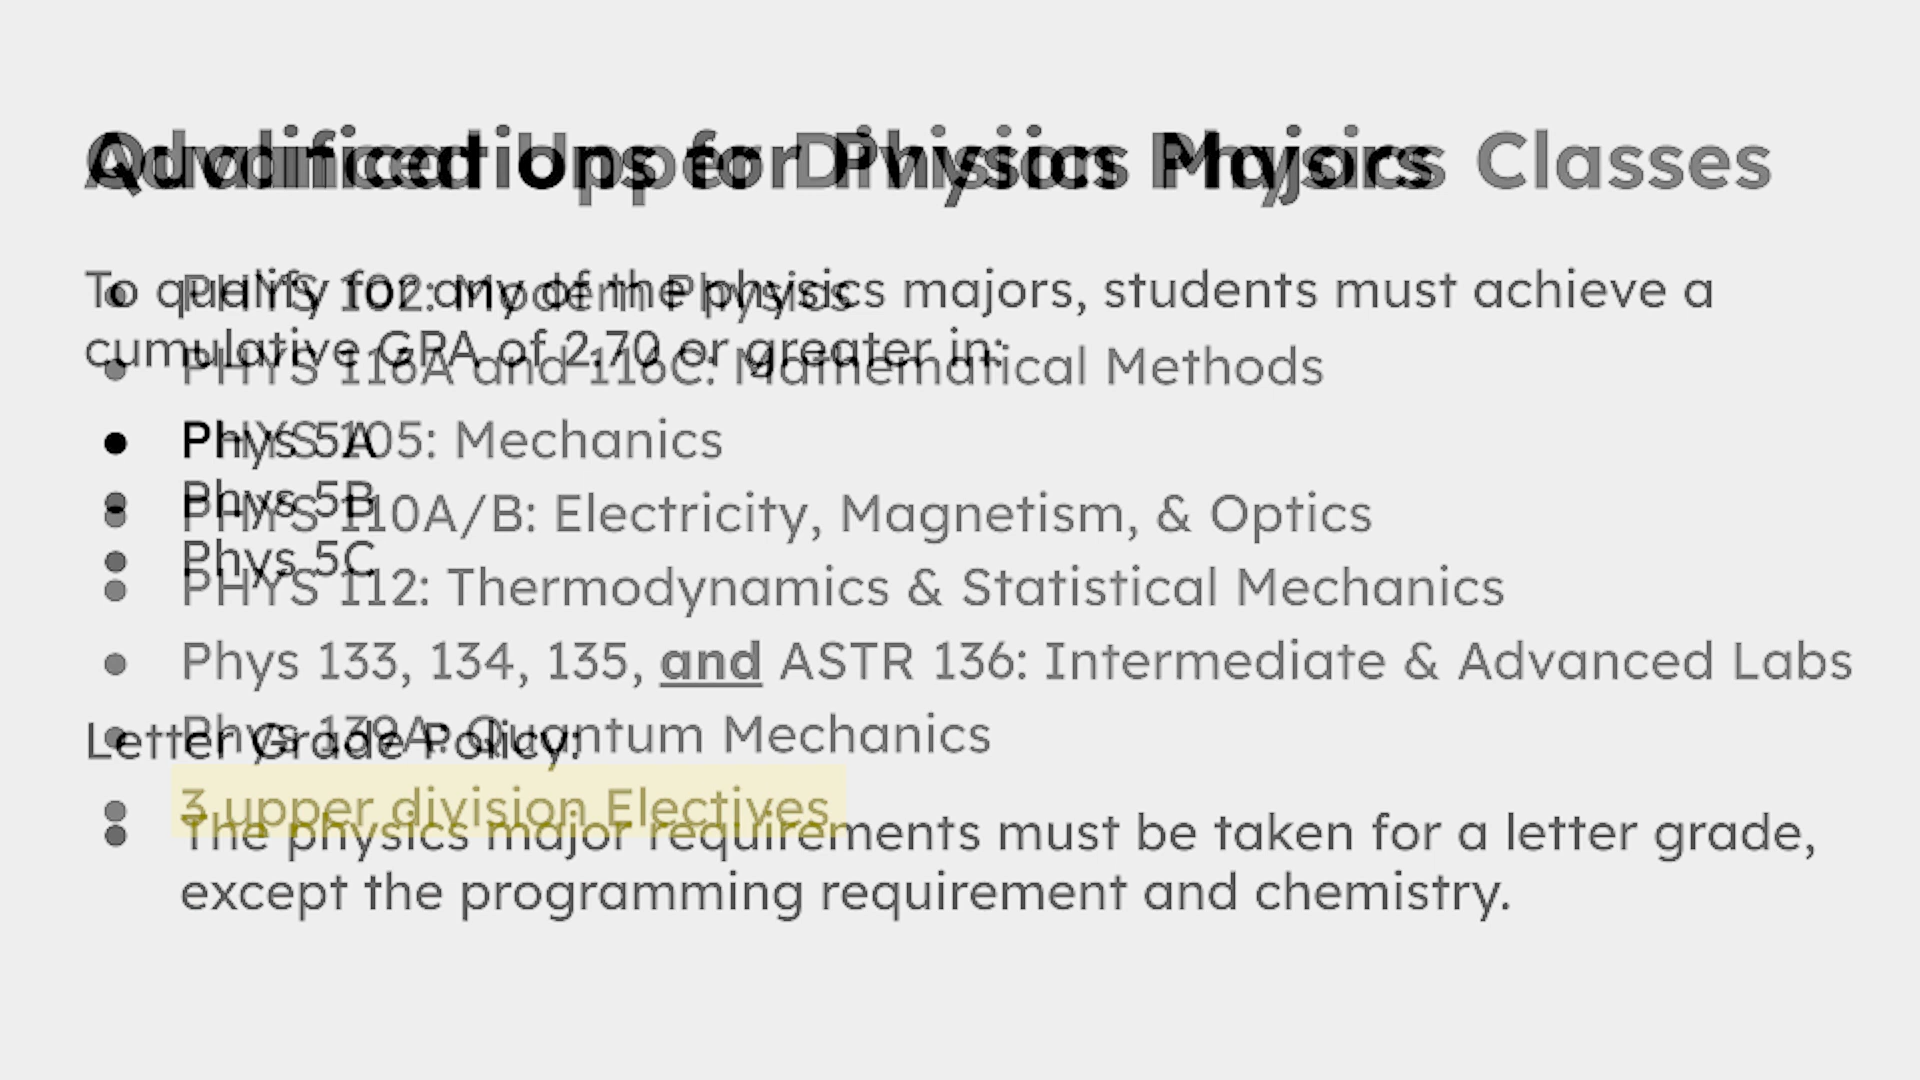 Qualifications for Physics Majors
To qualify for any of the physics majors, students must achieve a
cumulative GPA of 2.70 or greater in:
● Phys 5A
● Phys 5B
● Phys 5C
Letter Grade Policy:
● The physics major requirements must be taken for a letter grade,
except the programming requirement and chemistry.
Advanced Upper Division Physics Classes
● PHYS 102: Modern Physics
● PHYS 116A and 116C: Mathematical Methods
● PHYS 105: Mechanics
● PHYS 110A/B: Electricity, Magnetism, & Optics
● PHYS 112: Thermodynamics & Statistical Mechanics
● Phys 133, 134, 135, and ASTR 136: Intermediate & Advanced Labs
● Phys 139A: Quantum Mechanics
● 3 upper division Electives